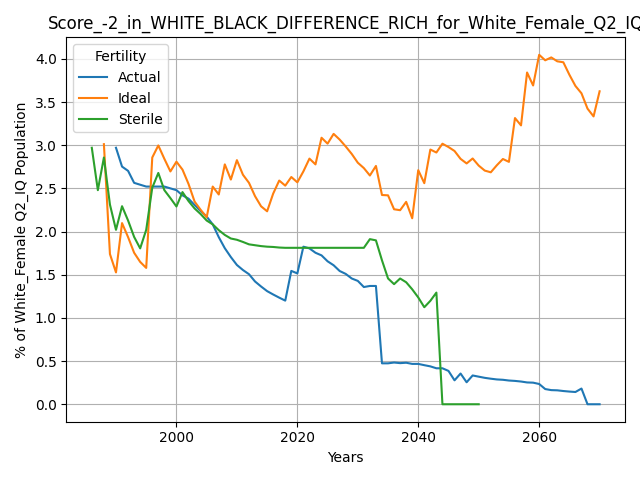 Score_-2_in_WHITE_BLACK_DIFFERENCE_RICH_for_White_Female_Q2_IQ
Fertility
Actual
Ideal
Sterile
% of White_Female Q2_IQ Population
4.0
3.5
3.0
2.5
2.0
1.5
1.0
0.5
0.0
2000 2020 2040 2060
Years